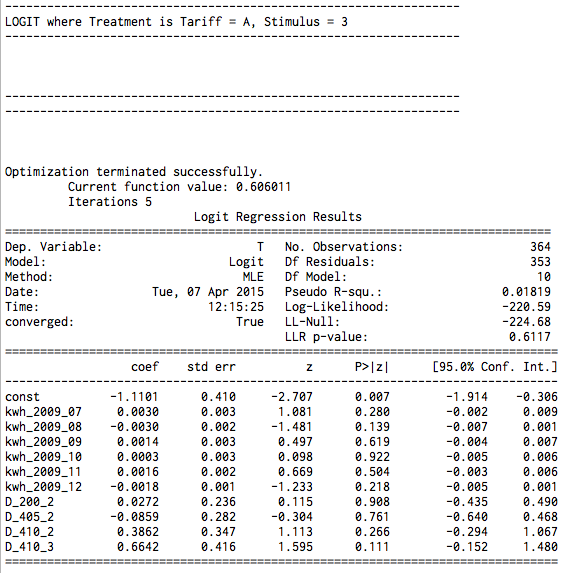 -----------------------------------------------------------------
LOGIT where Treatment is Tariff = A, Stimulus = 3
-----------------------------------------------------------------
-----------------------------------------------------------------
-----------------------------------------------------------------
Optimization terminated successfully.
         Current function value: 0.606011
         Iterations 5
                           Logit Regression Results
==============================================================================
Dep. Variable:                      T   No. Observations:                  364
Model:                          Logit   Df Residuals:                      353
Method:                           MLE   Df Model:                           10
Date:                Tue, 07 Apr 2015   Pseudo R-squ.:                 0.01819
Time:                        12:15:25   Log-Likelihood:                -220.59
converged:                       True   LL-Null:                       -224.68
                                        LLR p-value:                    0.6117
===============================================================================
                  coef    std err          z      P>|z|      [95.0% Conf. Int.]
-------------------------------------------------------------------------------
const          -1.1101      0.410     -2.707      0.007        -1.914    -0.306
kwh_2009_07     0.0030      0.003      1.081      0.280        -0.002     0.009
kwh_2009_08    -0.0030      0.002     -1.481      0.139        -0.007     0.001
kwh_2009_09     0.0014      0.003      0.497      0.619        -0.004     0.007
kwh_2009_10     0.0003      0.003      0.098      0.922        -0.005     0.006
kwh_2009_11     0.0016      0.002      0.669      0.504        -0.003     0.006
kwh_2009_12    -0.0018      0.001     -1.233      0.218        -0.005     0.001
D_200_2         0.0272      0.236      0.115      0.908        -0.435     0.490
D_405_2        -0.0859      0.282     -0.304      0.761        -0.640     0.468
D_410_2         0.3862      0.347      1.113      0.266        -0.294     1.067
D_410_3         0.6642      0.416      1.595      0.111        -0.152     1.480
===============================================================================